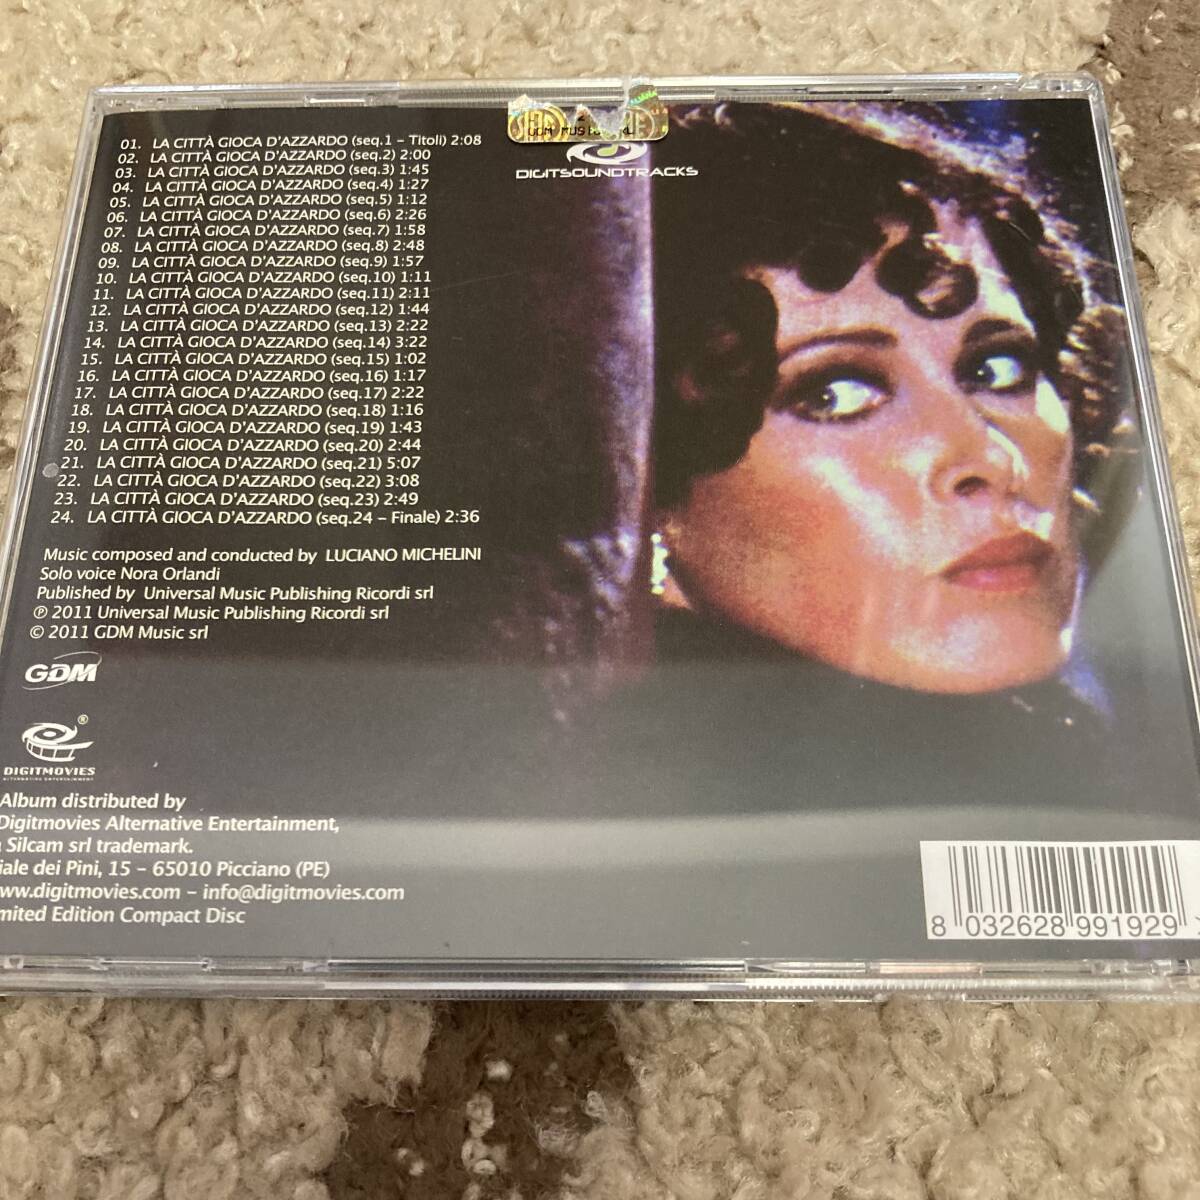 01. LA CITTÀ GIOCA D'AZZARDO (seq.1 – Titoli) 2:08
02. LA CITTÀ GIOCA D'AZZARDO (seq.2) 2:00
03. LA CITTÀ GIOCA D'AZZARDO (seq.3) 1:45
04. LA CITTÀ GIOCA D'AZZARDO (seq.4) 1:27
05. LA CITTÀ GIOCA D'AZZARDO (seq.5) 1:12
06. LA CITTÀ GIOCA D'AZZARDO (seq.6) 2:26
07. LA CITTÀ GIOCA D'AZZARDO (seq.7) 1:58
08. LA CITTÀ GIOCA D'AZZARDO (seq.8) 2:48
09. LA CITTÀ GIOCA D'AZZARDO (seq.9) 1:57
10. LA CITTÀ GIOCA D'AZZARDO (seq.10) 1:11
11. LA CITTÀ GIOCA D'AZZARDO (seq.11) 2:11
12. LA CITTÀ GIOCA D'AZZARDO (seq.12) 1:44
13. LA CITTÀ GIOCA D'AZZARDO (seq.13) 2:22
14. LA CITTÀ GIOCA D'AZZARDO (seq.14) 3:22
15. LA CITTÀ GIOCA D'AZZARDO (seq.15) 1:02
16. LA CITTÀ GIOCA D'AZZARDO (seq.16) 1:17
17. LA CITTÀ GIOCA D'AZZARDO (seq.17) 2:22
18. LA CITTÀ GIOCA D'AZZARDO (seq.18) 1:16
19. LA CITTÀ GIOCA D'AZZARDO (seq.19) 1:43
20. LA CITTÀ GIOCA D'AZZARDO (seq.20) 2:44
21. LA CITTÀ GIOCA D'AZZARDO (seq.21) 5:07
22. LA CITTÀ GIOCA D'AZZARDO (seq.22) 3:08
23. LA CITTÀ GIOCA D'AZZARDO (seq.23) 2:49
24. LA CITTÀ GIOCA D'AZZARDO (seq.24 – Finale) 2:36
DIGITSOUNDTRACKS
Music composed and conducted by LUCIANO MICHELINI
Solo voice Nora Orlandi
Published by Universal Music Publishing Ricordi srl
℗ 2011 Universal Music Publishing Ricordi srl
© 2011 GDM Music srl
GDM
®
DIGITMOVIES
ALTERNATIVE ENTERTAINMENT
Album distributed by
Digitmovies Alternative Entertainment,
Silcam srl trademark.
iale dei Pini, 15 – 65010 Picciano (PE)
ww.digitmovies.com – info@digitmovies.com
mited Edition Compact Disc
8 032628 991929